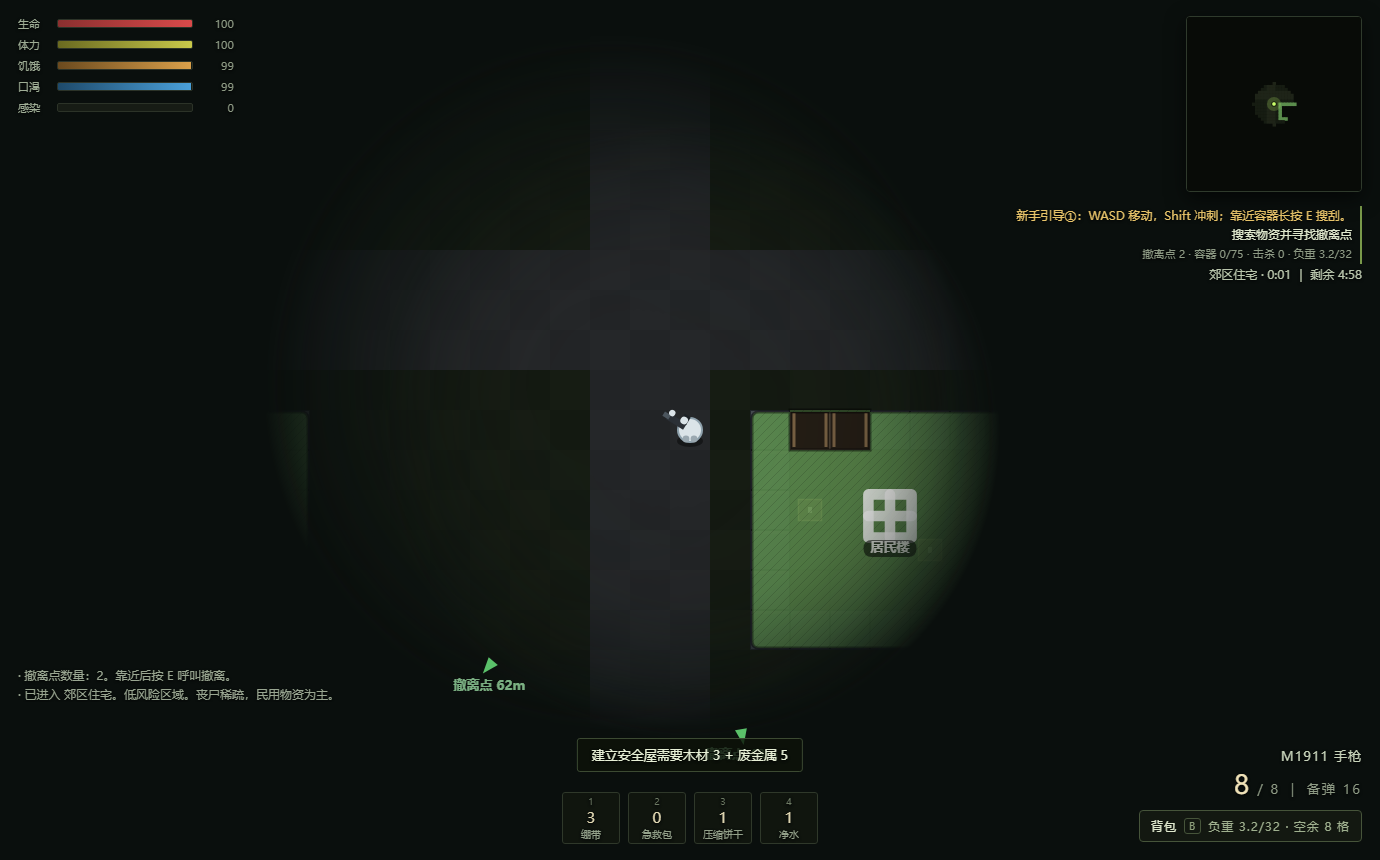 生命 100
体力 100
饥饿 99
口渴 99
感染 0
新手引导①：WASD 移动，Shift 冲刺；靠近容器长按 E 搜刮。
搜索物资并寻找撤离点
撤离点 2 · 容器 0/75 · 击杀 0 · 负重 3.2/32
郊区住宅 · 0:01 | 剩余 4:58
居民楼
· 撤离点数量：2。靠近后按 E 呼叫撤离。
· 已进入 郊区住宅。低风险区域。丧尸稀疏，民用物资为主。
撤离点 62m
建立安全屋需要木材 3 + 废金属 5
1
3
绷带
2
0
急救包
3
1
压缩饼干
4
1
净水
M1911 手枪
8 / 8 | 备弹 16
背包 B 负重 3.2/32 · 空余 8 格